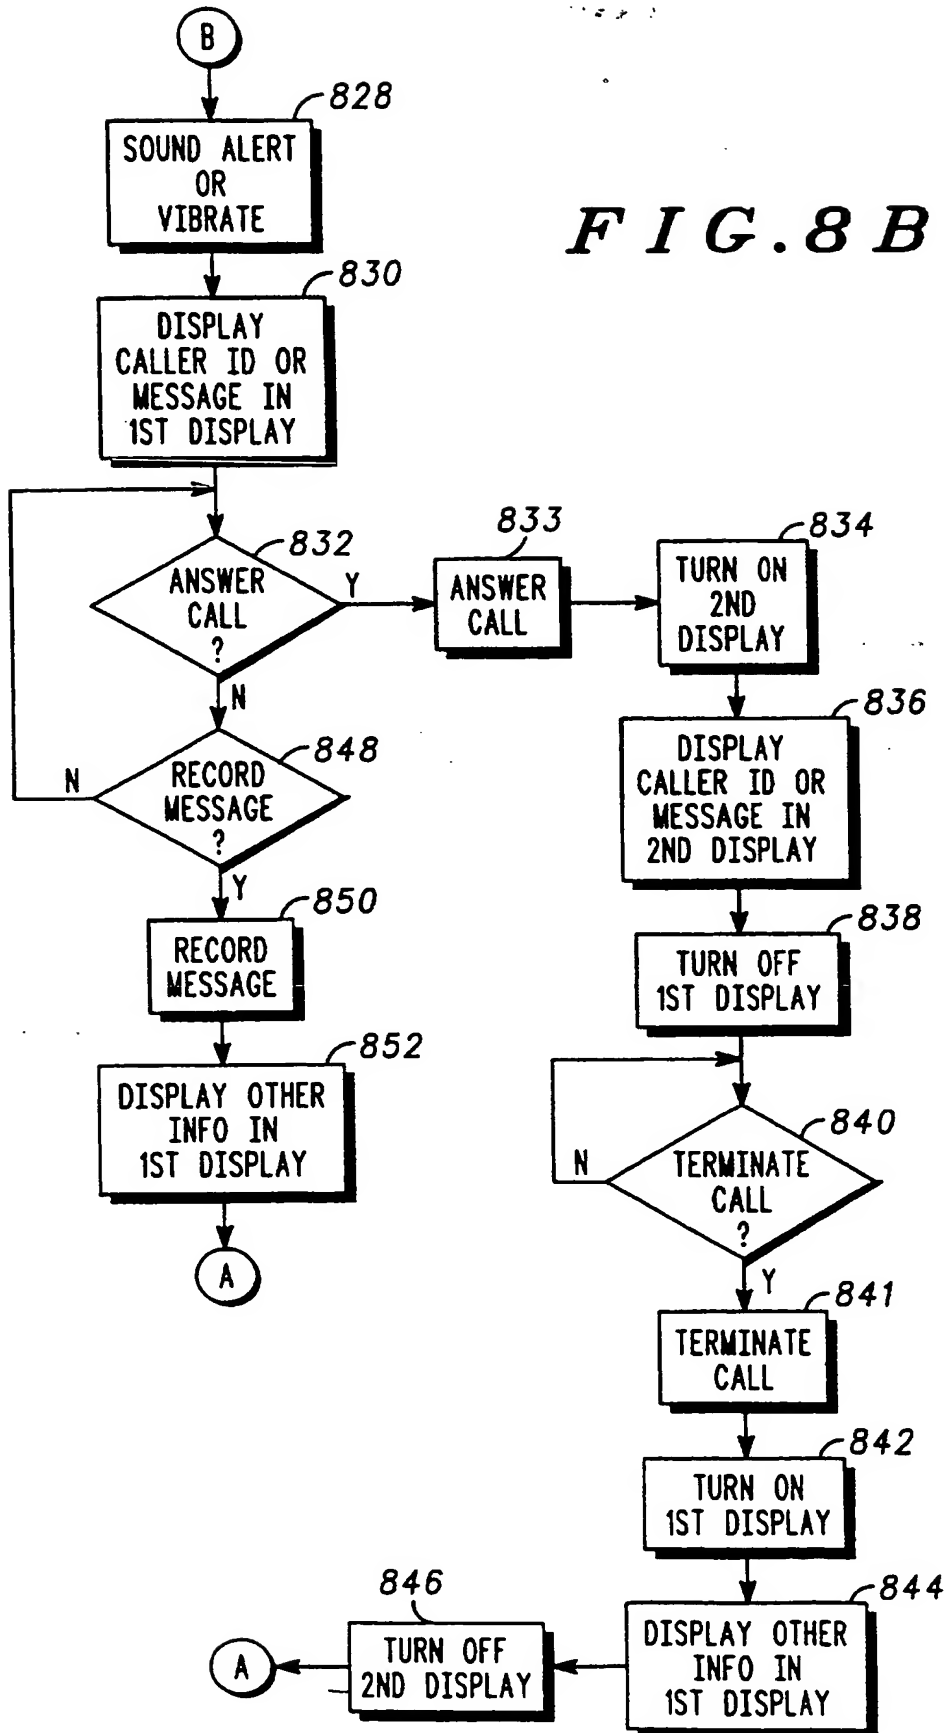 B
828
SOUND ALERT
OR
VIBRATE
FIG.8B
830
DISPLAY
CALLER ID OR
MESSAGE IN
1ST DISPLAY
832
ANSWER
CALL
?
Y
N
833
ANSWER
CALL
834
TURN ON
2ND
DISPLAY
836
DISPLAY
CALLER ID OR
MESSAGE IN
2ND DISPLAY
848
RECORD
MESSAGE
?
N
Y
850
RECORD
MESSAGE
838
TURN OFF
1ST DISPLAY
852
DISPLAY OTHER
INFO IN
1ST DISPLAY
A
840
TERMINATE
CALL
?
N
Y
841
TERMINATE
CALL
842
TURN ON
1ST DISPLAY
844
DISPLAY OTHER
INFO IN
1ST DISPLAY
846
TURN OFF
2ND DISPLAY
A